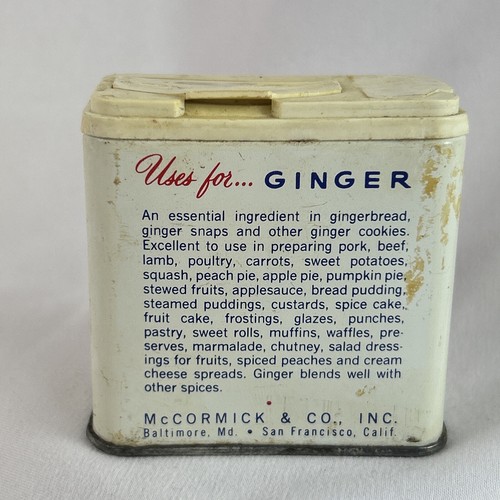 Uses for... GINGER
An essential ingredient in gingerbread,
ginger snaps and other ginger cookies.
Excellent to use in preparing pork, beef,
lamb, poultry, carrots, sweet potatoes,
squash, peach pie, apple pie, pumpkin pie,
stewed fruits, applesauce, bread pudding,
steamed puddings, custards, spice cake,
fruit cake, frostings, glazes, punches,
pastry, sweet rolls, muffins, waffles, pre-
serves, marmalade, chutney, salad dress-
ings for fruits, spiced peaches and cream
cheese spreads. Ginger blends well with
other spices.
McCORMICK & CO., INC.
Baltimore, Md. • San Francisco, Calif.